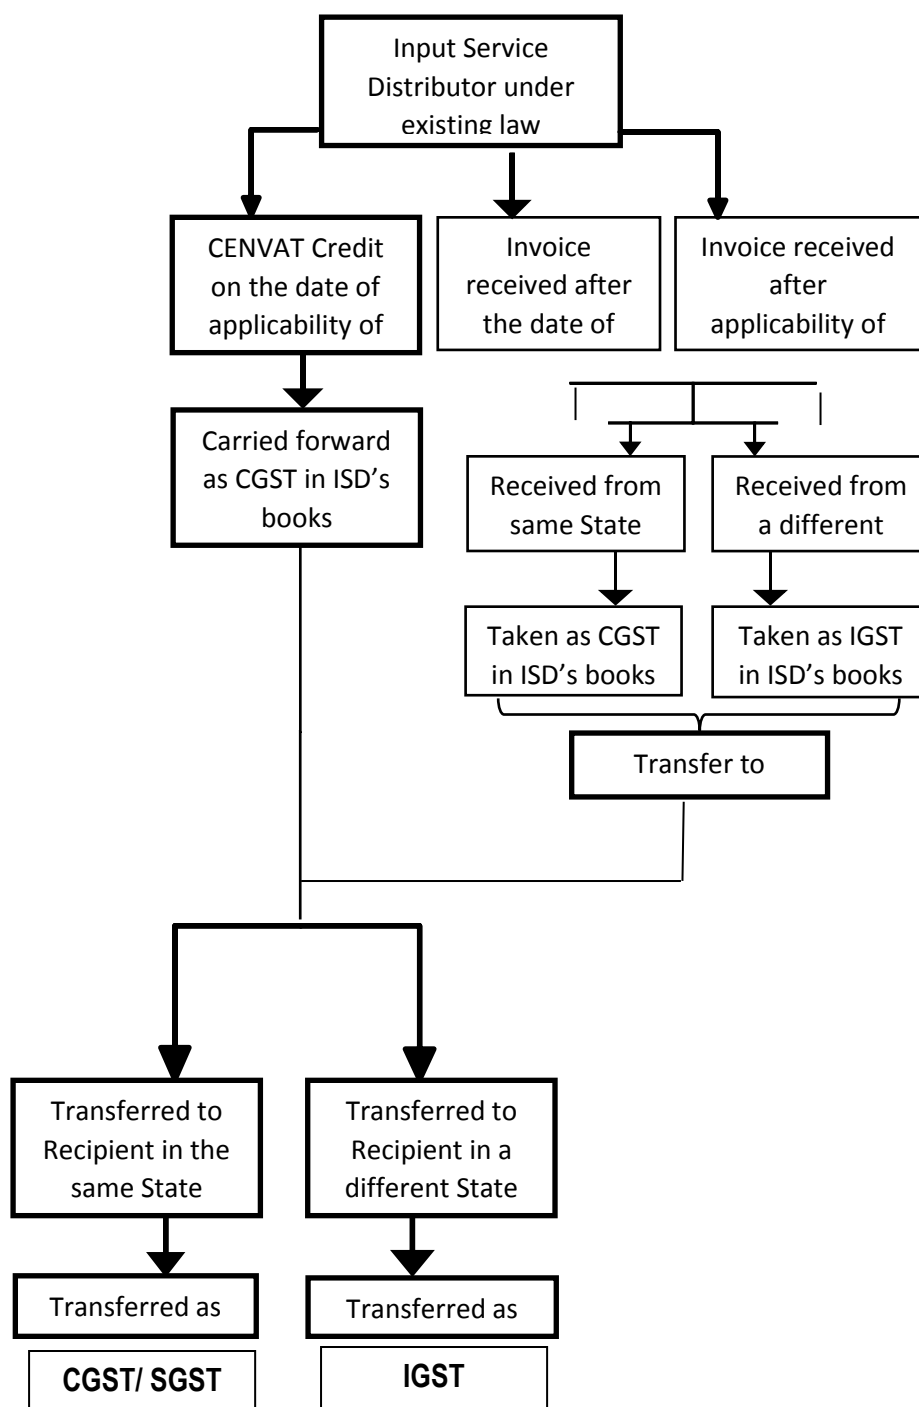 Input Service
Distributor under
existing law
CENVAT Credit
on the date of
applicability of
Invoice
received after
the date of
Invoice received
after
applicability of
Carried forward
as CGST in ISD’s
books
Received from
same State
Received from
a different
Taken as CGST
in ISD’s books
Taken as IGST
in ISD’s books
Transfer to
Transferred to
Recipient in the
same State
Transferred to
Recipient in a
different State
Transferred as
Transferred as
CGST/ SGST
IGST